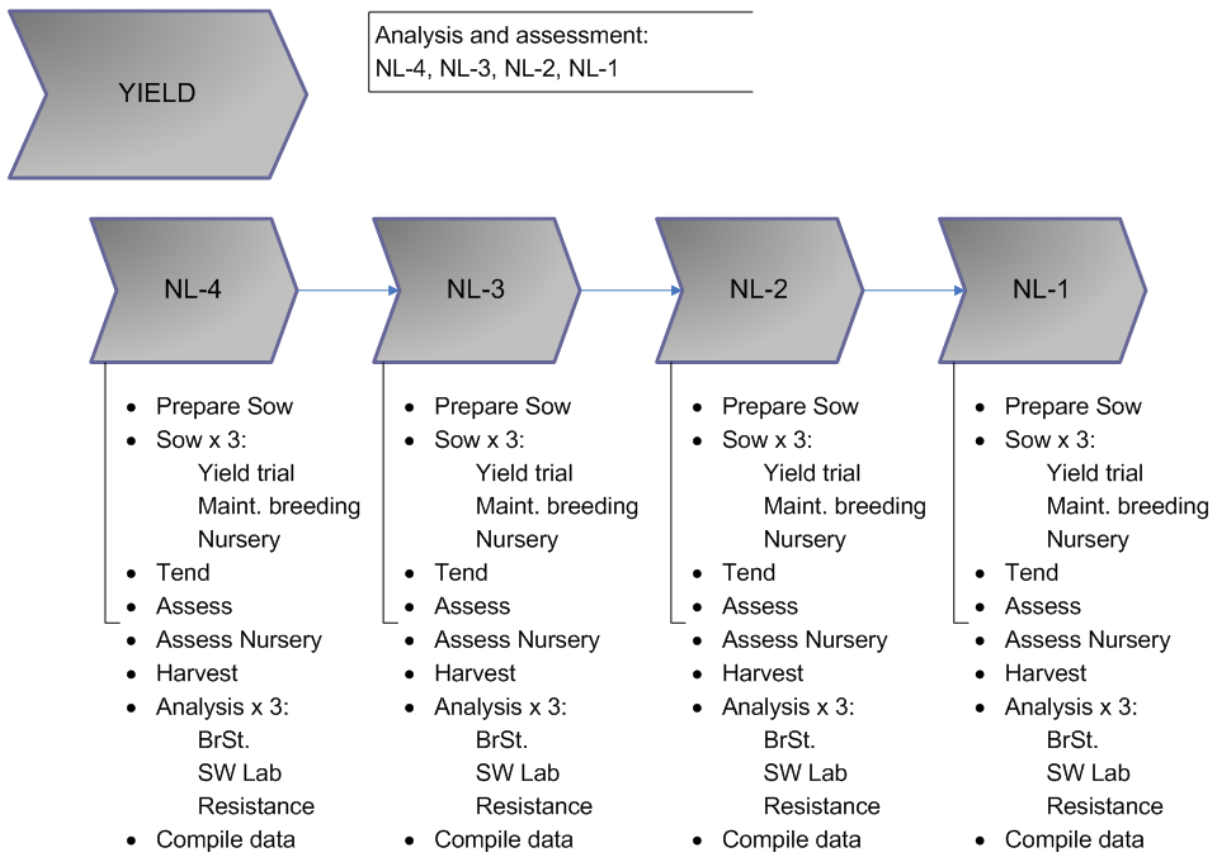 YIELD
Analysis and assessment:
NL-4, NL-3, NL-2, NL-1
NL-4
• Prepare Sow
• Sow x 3:
Yield trial
Maint. breeding
Nursery
• Tend
• Assess
• Assess Nursery
• Harvest
• Analysis x 3:
BrSt.
SW Lab
Resistance
• Compile data
NL-3
• Prepare Sow
• Sow x 3:
Yield trial
Maint. breeding
Nursery
• Tend
• Assess
• Assess Nursery
• Harvest
• Analysis x 3:
BrSt.
SW Lab
Resistance
• Compile data
NL-2
• Prepare Sow
• Sow x 3:
Yield trial
Maint. breeding
Nursery
• Tend
• Assess
• Assess Nursery
• Harvest
• Analysis x 3:
BrSt.
SW Lab
Resistance
• Compile data
NL-1
• Prepare Sow
• Sow x 3:
Yield trial
Maint. breeding
Nursery
• Tend
• Assess
• Assess Nursery
• Harvest
• Analysis x 3:
BrSt.
SW Lab
Resistance
• Compile data